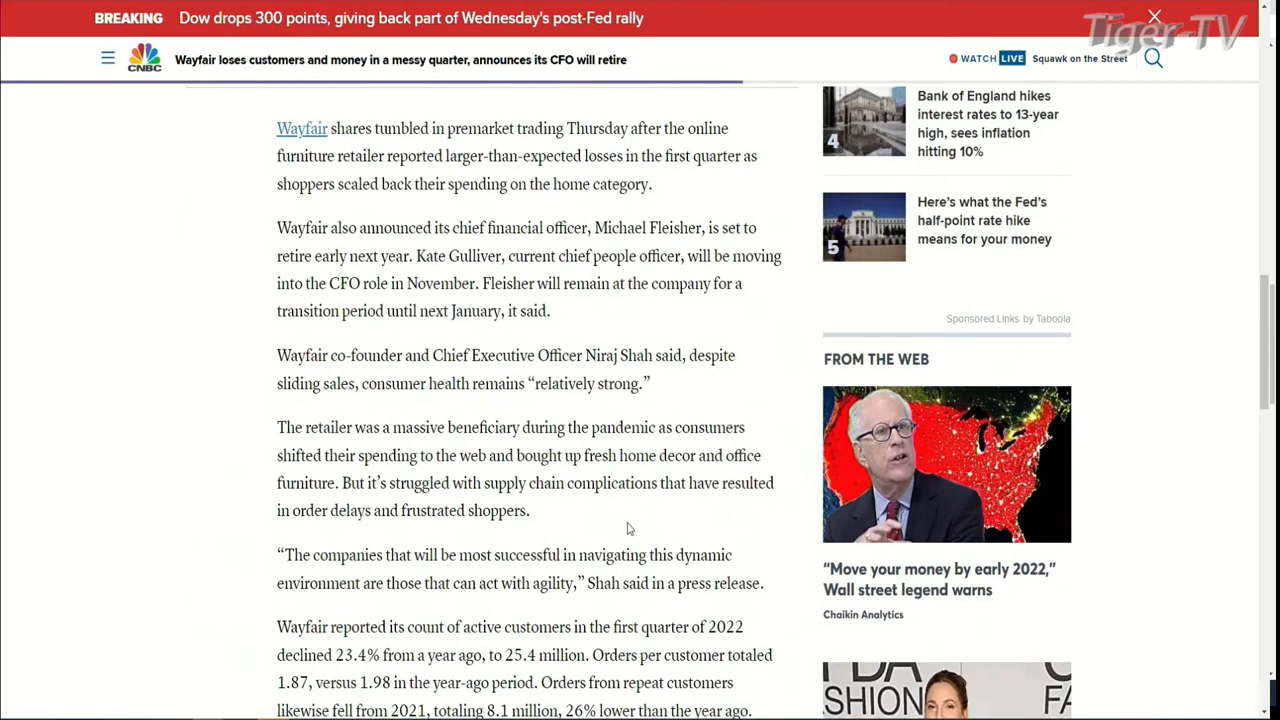 BREAKING Dow drops 300 points, giving back part of Wednesday's post-Fed rally
Tiger-TV
CNBC
Wayfair loses customers and money in a messy quarter, announces its CFO will retire
WATCH LIVE Squawk on the Street
Wayfair shares tumbled in premarket trading Thursday after the online
furniture retailer reported larger-than-expected losses in the first quarter as
shoppers scaled back their spending on the home category.
Wayfair also announced its chief financial officer, Michael Fleisher, is set to
retire early next year. Kate Gulliver, current chief people officer, will be moving
into the CFO role in November. Fleisher will remain at the company for a
transition period until next January, it said.
Wayfair co-founder and Chief Executive Officer Niraj Shah said, despite
sliding sales, consumer health remains “relatively strong.”
The retailer was a massive beneficiary during the pandemic as consumers
shifted their spending to the web and bought up fresh home decor and office
furniture. But it’s struggled with supply chain complications that have resulted
in order delays and frustrated shoppers.
“The companies that will be most successful in navigating this dynamic
environment are those that can act with agility,” Shah said in a press release.
Wayfair reported its count of active customers in the first quarter of 2022
declined 23.4% from a year ago, to 25.4 million. Orders per customer totaled
1.87, versus 1.98 in the year-ago period. Orders from repeat customers
likewise fell from 2021, totaling 8.1 million, 26% lower than the year ago.
4
Bank of England hikes
interest rates to 13-year
high, sees inflation
hitting 10%
5
Here’s what the Fed’s
half-point rate hike
means for your money
Sponsored Links by Taboola
FROM THE WEB
“Move your money by early 2022,”
Wall street legend warns
Chaikin Analytics
FDA
FASHION
C
FA